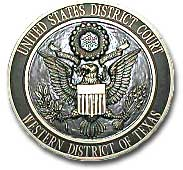 UNITED STATES DISTRICT COURT
WESTERN DISTRICT OF TEXAS